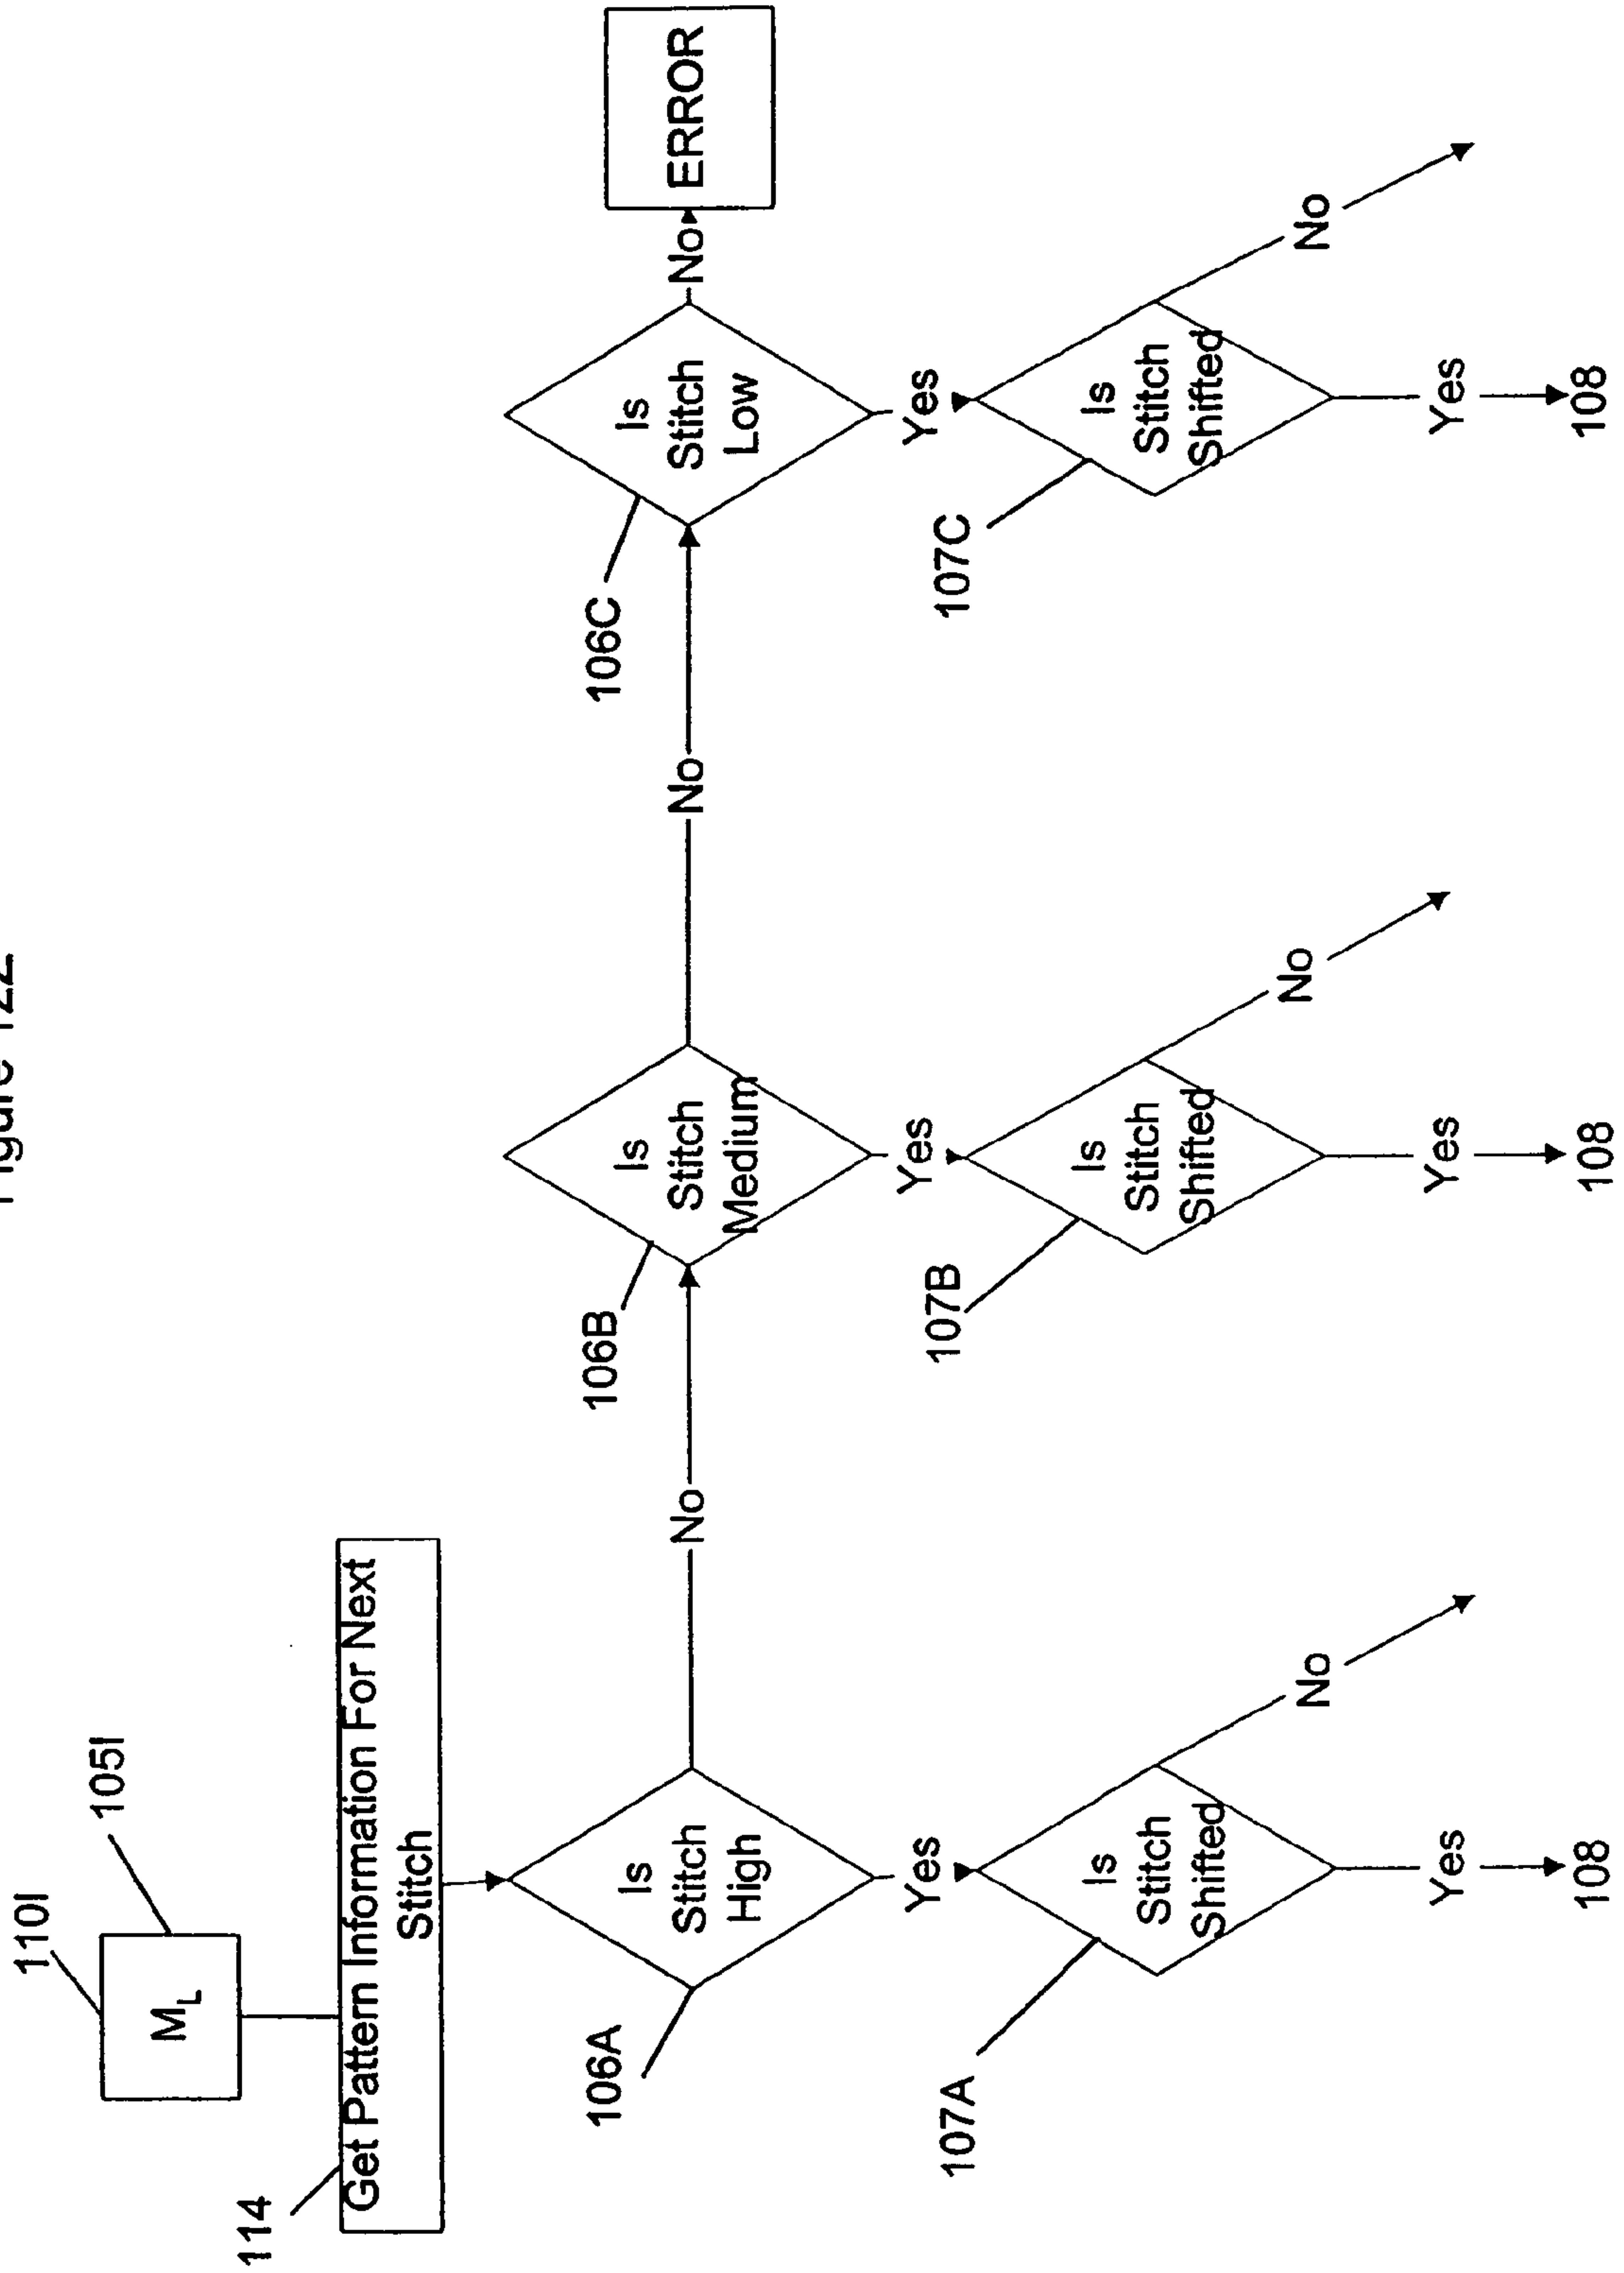 110I
105I
M_L
114
Get Pattern Information For Next
Stitch
106A
Is
Stitch
High
No
106B
Is
Stitch
Medium
No
106C
Is
Stitch
Low
No
ERROR
Yes
Yes
Yes
107A
Is
Stitch
Shifted
No
107B
Is
Stitch
Shifted
No
107C
Is
Stitch
Shifted
No
Yes
Yes
Yes
108
108
108